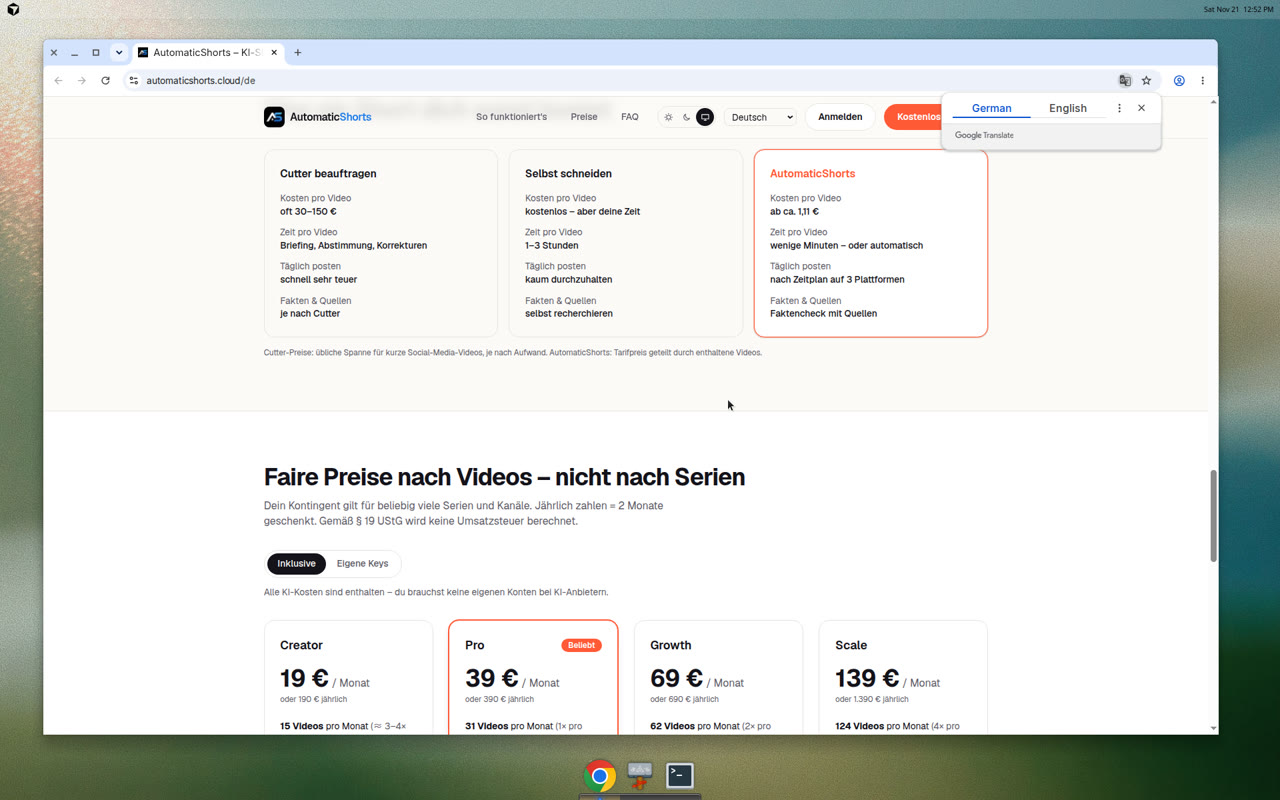 Sat Nov 21 12:52 PM
AutomaticShorts – KI-S
automaticshorts.cloud/de
AutomaticShorts
So funktioniert's
Preise
FAQ
Deutsch
Anmelden
Kostenlos
German
English
Google Translate
Cutter beauftragen
Kosten pro Video
oft 30–150 €
Zeit pro Video
Briefing, Abstimmung, Korrekturen
Täglich posten
schnell sehr teuer
Fakten & Quellen
je nach Cutter
Selbst schneiden
Kosten pro Video
kostenlos – aber deine Zeit
Zeit pro Video
1–3 Stunden
Täglich posten
kaum durchzuhalten
Fakten & Quellen
selbst recherchieren
AutomaticShorts
Kosten pro Video
ab ca. 1,11 €
Zeit pro Video
wenige Minuten – oder automatisch
Täglich posten
nach Zeitplan auf 3 Plattformen
Fakten & Quellen
Faktencheck mit Quellen
Cutter-Preise: übliche Spanne für kurze Social-Media-Videos, je nach Aufwand. AutomaticShorts: Tarifpreis geteilt durch enthaltene Videos.
Faire Preise nach Videos – nicht nach Serien
Dein Kontingent gilt für beliebig viele Serien und Kanäle. Jährlich zahlen = 2 Monate
geschenkt. Gemäß § 19 UStG wird keine Umsatzsteuer berechnet.
Inklusive
Eigene Keys
Alle KI-Kosten sind enthalten – du brauchst keine eigenen Konten bei KI-Anbietern.
Creator
19 € / Monat
oder 190 € jährlich
15 Videos pro Monat (≈ 3–4×
Pro
Beliebt
39 € / Monat
oder 390 € jährlich
31 Videos pro Monat (1× pro
Growth
69 € / Monat
oder 690 € jährlich
62 Videos pro Monat (2× pro
Scale
139 € / Monat
oder 1.390 € jährlich
124 Videos pro Monat (4× pro